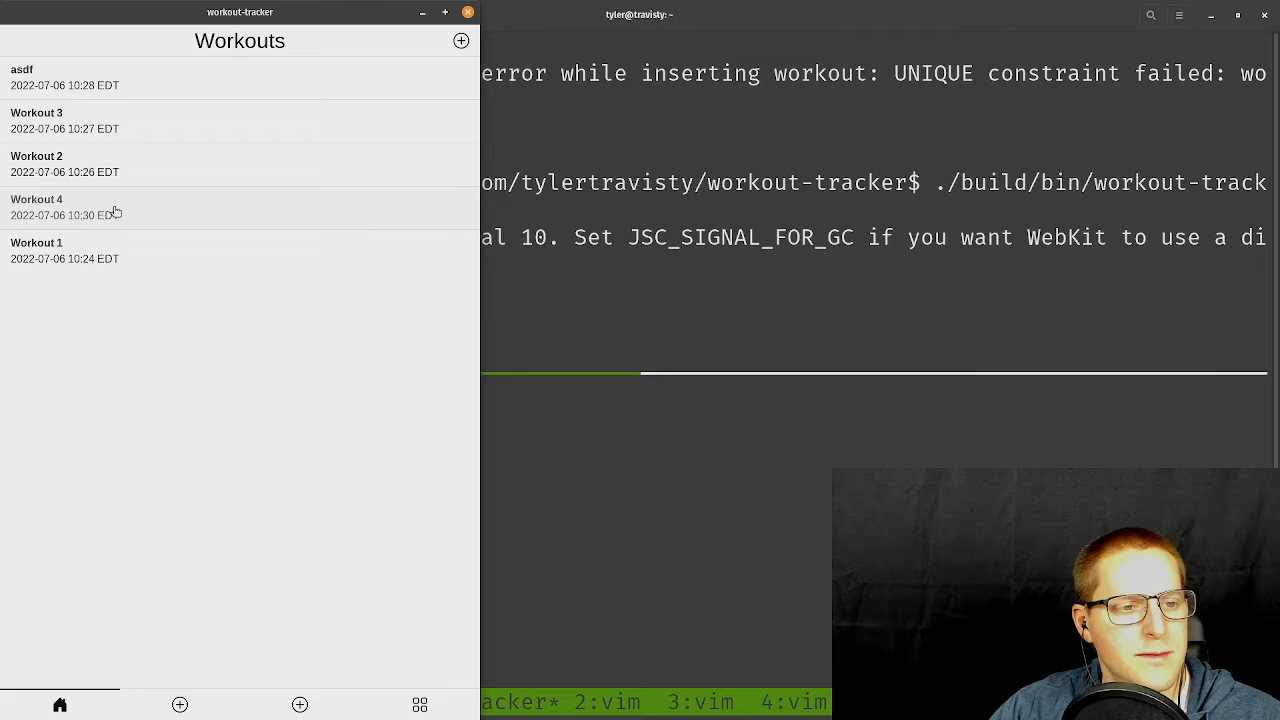 workout-tracker
Workouts
asdf
2022-07-06 10:28 EDT
Workout 3
2022-07-06 10:27 EDT
Workout 2
2022-07-06 10:26 EDT
Workout 4
2022-07-06 10:30 EDT
Workout 1
2022-07-06 10:24 EDT
tyler@travisty: ~
error while inserting workout: UNIQUE constraint failed: wo
om/tylertravisty/workout-tracker$ ./build/bin/workout-track
al 10. Set JSC_SIGNAL_FOR_GC if you want WebKit to use a di
acker* 2:vim 3:vim 4:vim